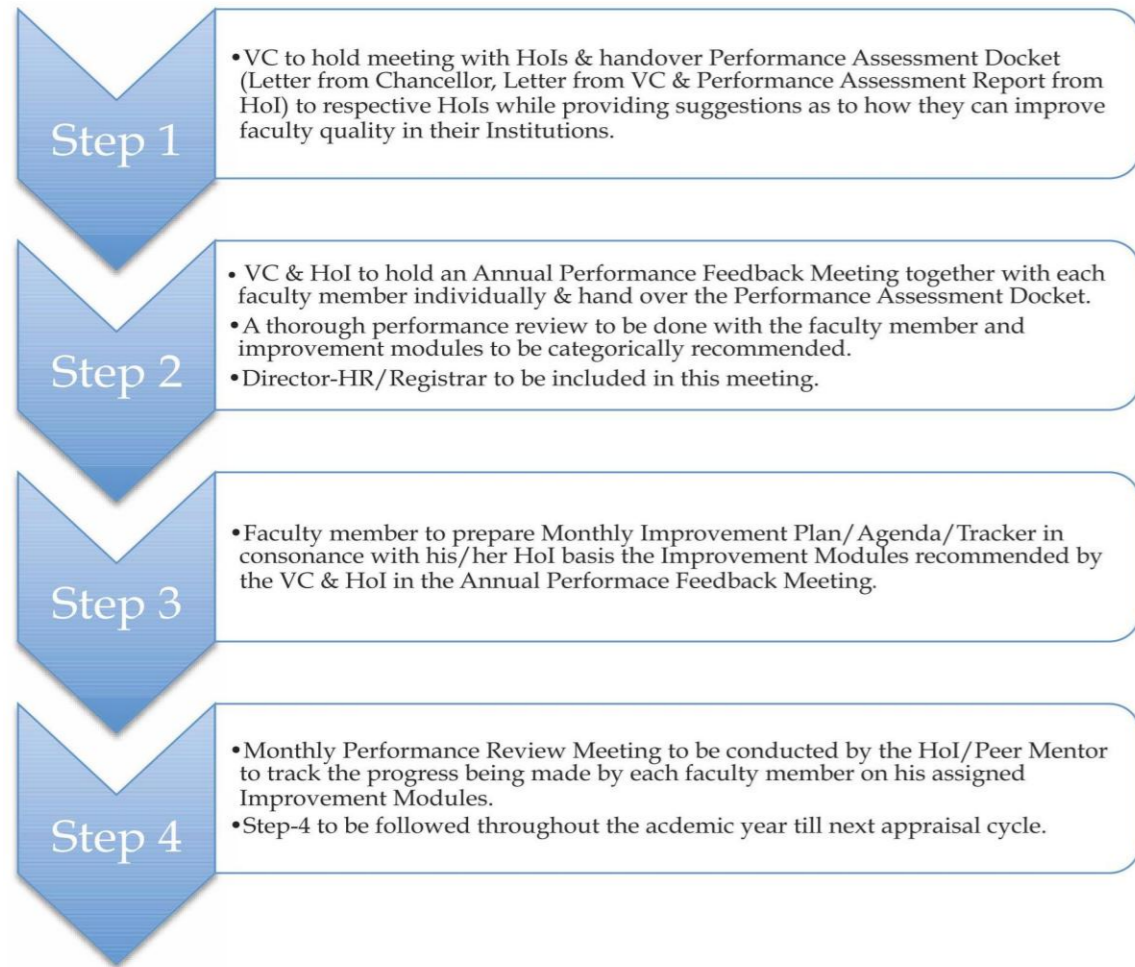 Step 1
•VC to hold meeting with HoIs & handover Performance Assessment Docket
(Letter from Chancellor, Letter from VC & Performance Assessment Report from
HoI) to respective HoIs while providing suggestions as to how they can improve
faculty quality in their Institutions.
Step 2
• VC & HoI to hold an Annual Performance Feedback Meeting together with each
faculty member individually & hand over the Performance Assessment Docket.
•A thorough performance review to be done with the faculty member and
improvement modules to be categorically recommended.
•Director-HR/Registrar to be included in this meeting.
Step 3
•Faculty member to prepare Monthly Improvement Plan/Agenda/Tracker in
consonance with his/her HoI basis the Improvement Modules recommended by
the VC & HoI in the Annual Performace Feedback Meeting.
Step 4
•Monthly Performance Review Meeting to be conducted by the HoI/Peer Mentor
to track the progress being made by each faculty member on his assigned
Improvement Modules.
•Step-4 to be followed throughout the acdemic year till next appraisal cycle.